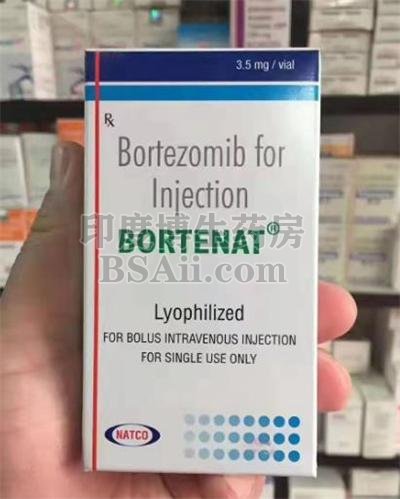 3.5 mg / vial
Rx
Bortezomib for
Injection
印度博生药房
BORTENAT®
BSAii.com
Lyophilized
FOR BOLUS INTRAVENOUS INJECTION
FOR SINGLE USE ONLY
NATCO